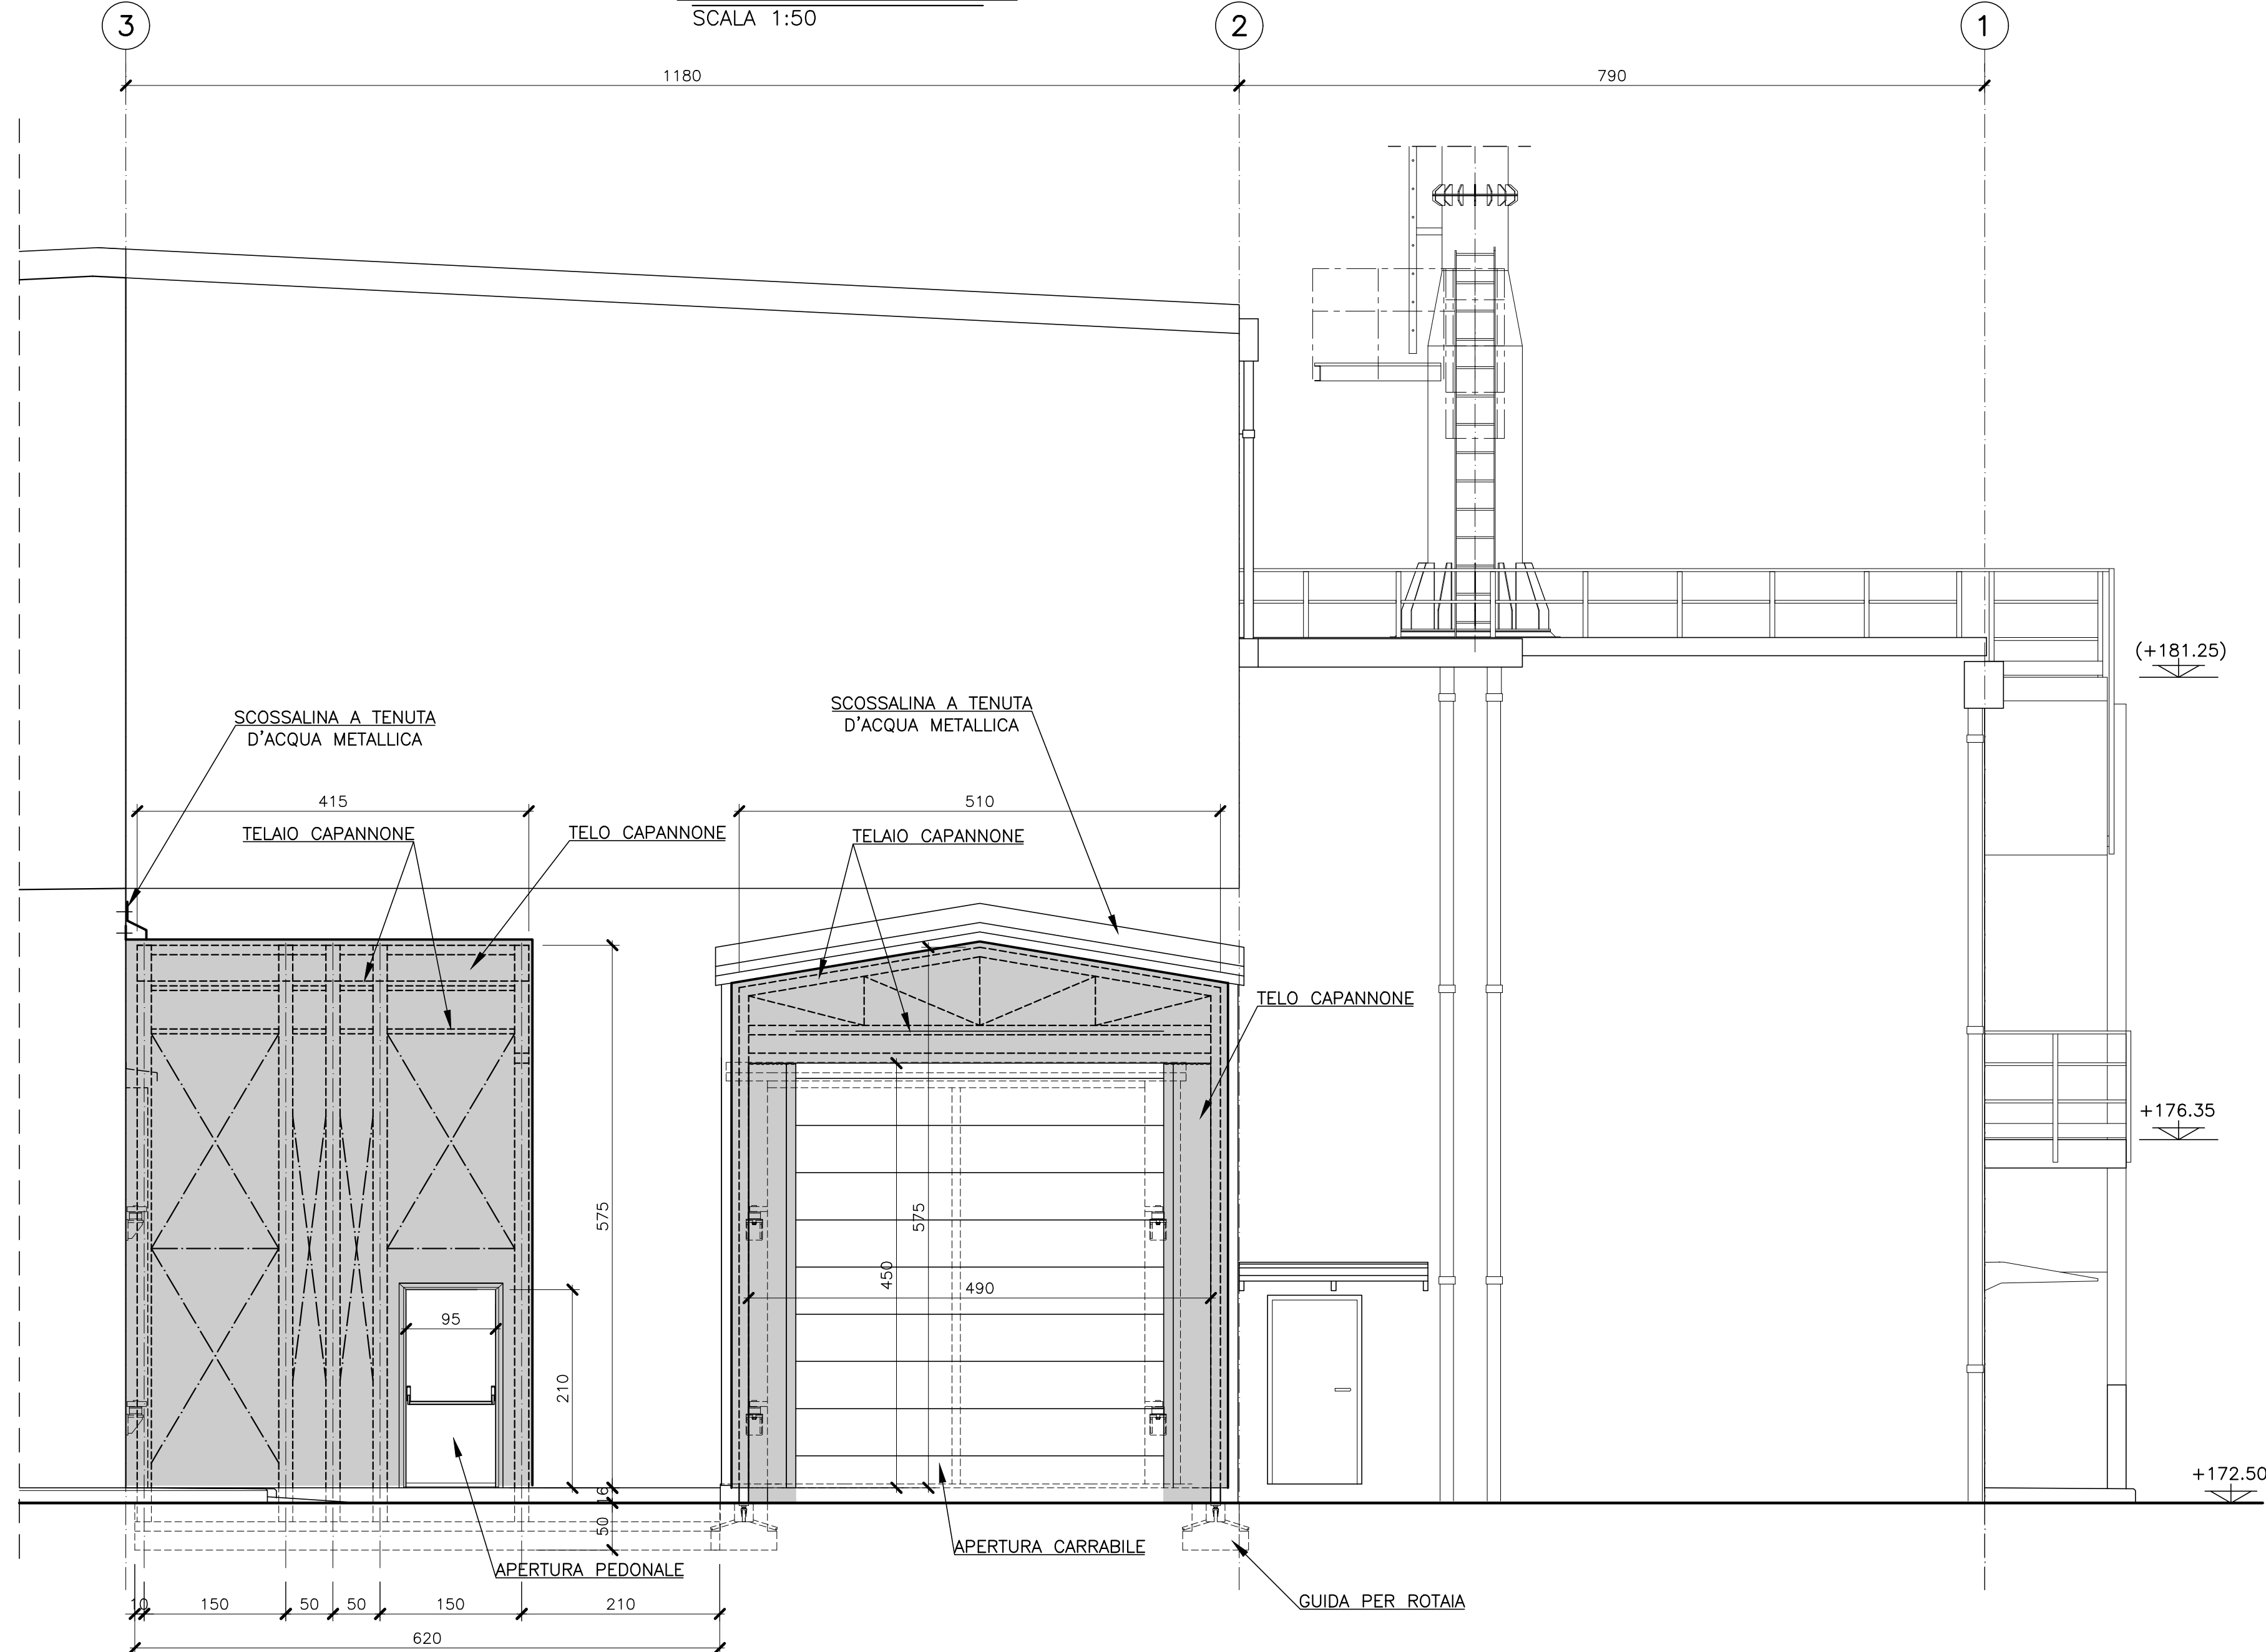 SCALA 1:50
3
2
1
1180
790
(+181.25)
SCOSSALINA A TENUTA
D'ACQUA METALLICA
SCOSSALINA A TENUTA
D'ACQUA METALLICA
415
510
TELAIO CAPANNONE
TELO CAPANNONE
TELAIO CAPANNONE
TELO CAPANNONE
+176.35
575
575
450
490
95
210
+172.50
16
50
APERTURA CARRABILE
APERTURA PEDONALE
GUIDA PER ROTAIA
10
150
50
50
150
210
620